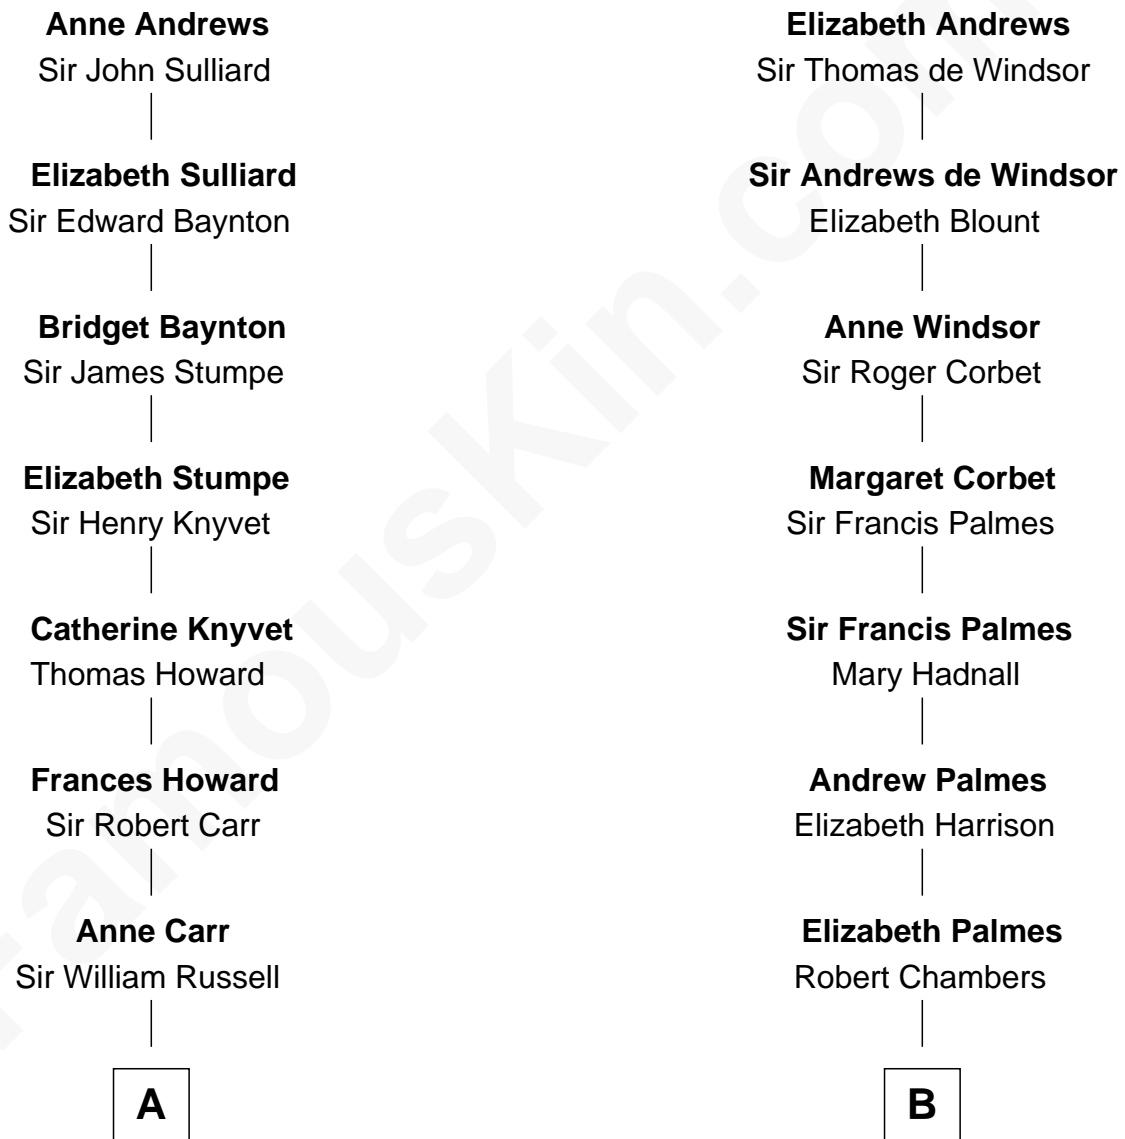 Anne Andrews
Sir John Sulliard
Elizabeth Sulliard
Sir Edward Baynton
Bridget Baynton
Sir James Stumpe
Elizabeth Stumpe
Sir Henry Knyvet
Catherine Knyvet
Thomas Howard
Frances Howard
Sir Robert Carr
Anne Carr
Sir William Russell
A
Elizabeth Andrews
Sir Thomas de Windsor
Sir Andrews de Windsor
Elizabeth Blount
Anne Windsor
Sir Roger Corbet
Margaret Corbet
Sir Francis Palmes
Sir Francis Palmes
Mary Hadnall
Andrew Palmes
Elizabeth Harrison
Elizabeth Palmes
Robert Chambers
B
FamousKin.com